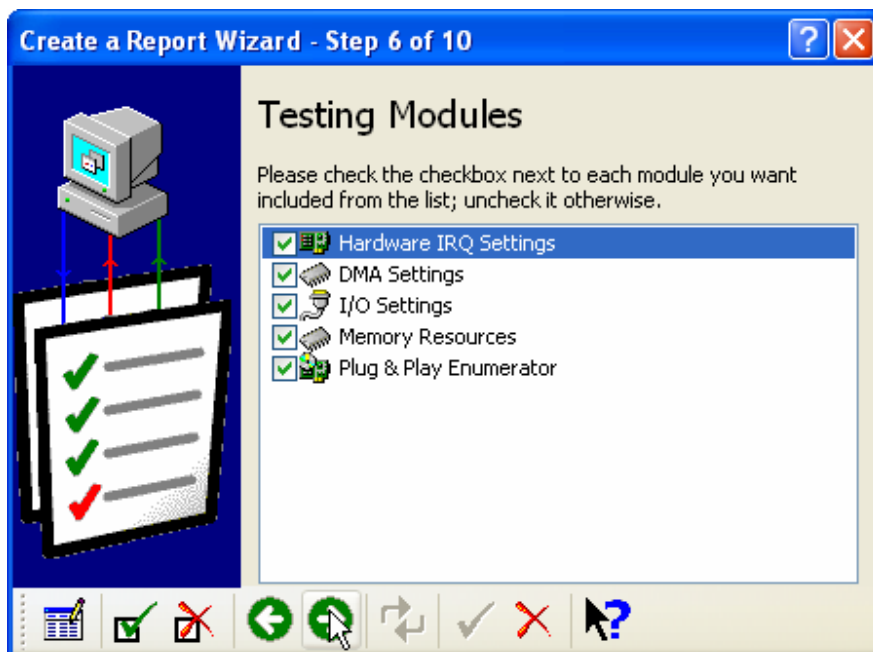 Create a Report Wizard - Step 6 of 10
Testing Modules
Please check the checkbox next to each module you want
included from the list; uncheck it otherwise.
Hardware IRQ Settings
DMA Settings
I/O Settings
Memory Resources
Plug & Play Enumerator